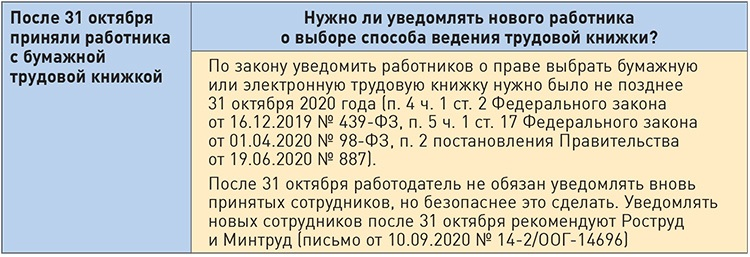 После 31 октября
приняли работника
с бумажной
трудовой книжкой
Нужно ли уведомлять нового работника
о выборе способа ведения трудовой книжки?
По закону уведомить работников о праве выбрать бумажную
или электронную трудовую книжку нужно было не позднее
31 октября 2020 года (п. 4 ч. 1 ст. 2 Федерального закона
от 16.12.2019 № 439-ФЗ, п. 5 ч. 1 ст. 17 Федерального закона
от 01.04.2020 № 98-ФЗ, п. 2 постановления Правительства
от 19.06.2020 № 887).
После 31 октября работодатель не обязан уведомлять вновь
принятых сотрудников, но безопаснее это сделать. Уведомлять
новых сотрудников после 31 октября рекомендуют Роструд
и Минтруд (письмо от 10.09.2020 № 14-2/ООГ-14696)